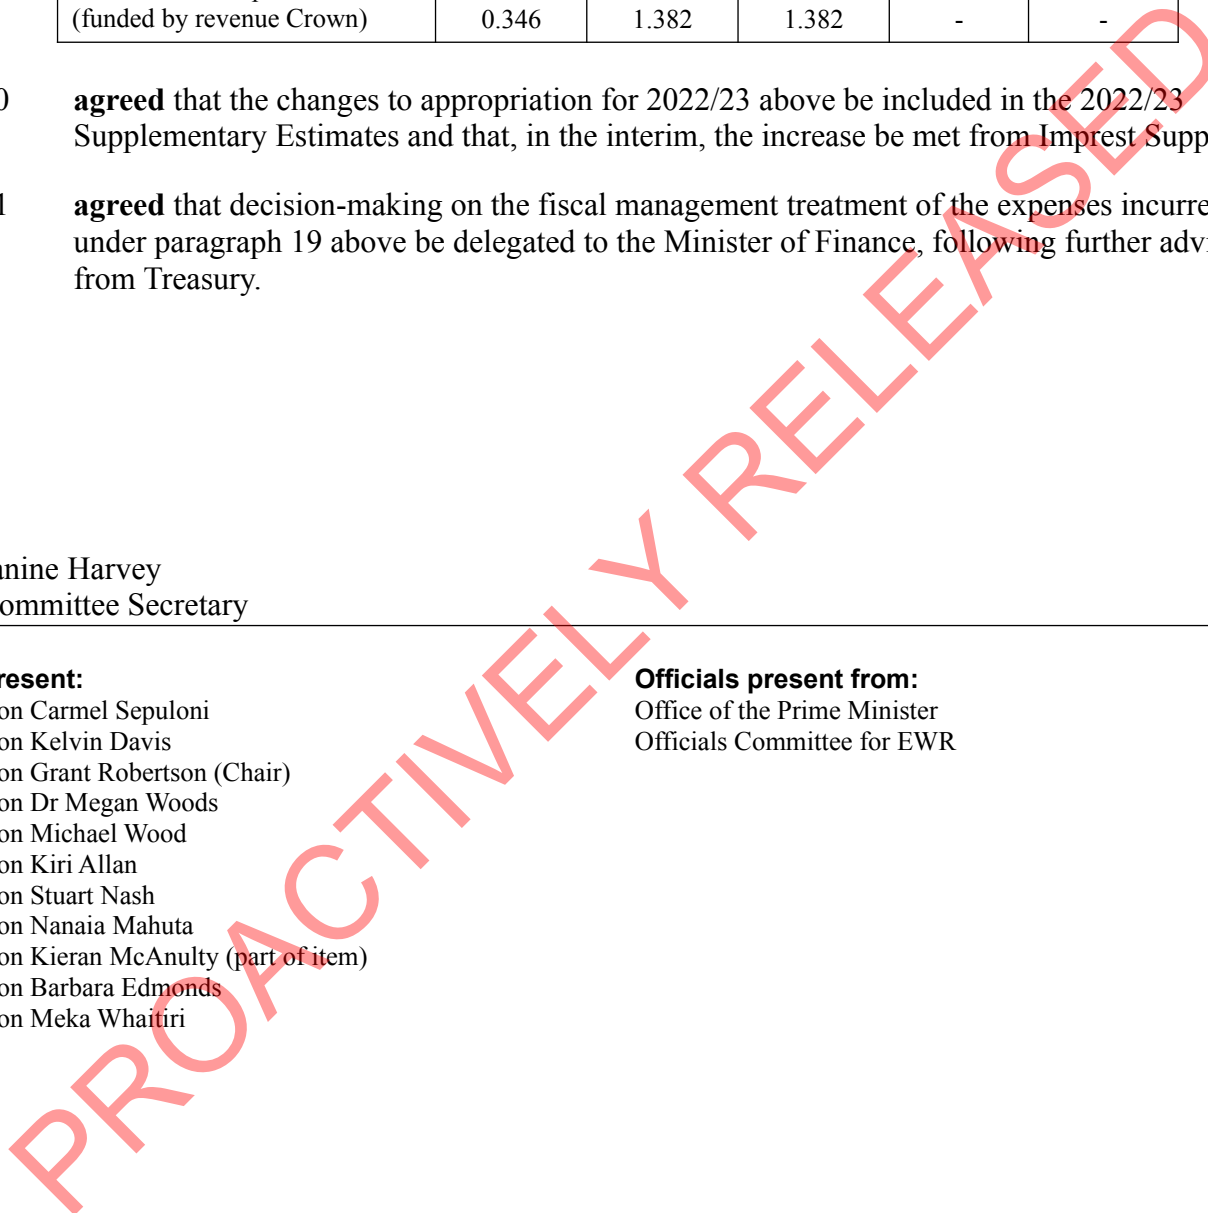 (funded by revenue Crown) 0.346 1.382 1.382 - -
0 agreed that the changes to appropriation for 2022/23 above be included in the 2022/23
Supplementary Estimates and that, in the interim, the increase be met from Imprest Supp
1 agreed that decision-making on the fiscal management treatment of the expenses incurre
under paragraph 19 above be delegated to the Minister of Finance, following further advi
from Treasury.
anine Harvey
ommittee Secretary
resent:
on Carmel Sepuloni
on Kelvin Davis
on Grant Robertson (Chair)
on Dr Megan Woods
on Michael Wood
on Kiri Allan
on Stuart Nash
on Nanaia Mahuta
on Kieran McAnulty (part of item)
on Barbara Edmonds
on Meka Whaitiri
Officials present from:
Office of the Prime Minister
Officials Committee for EWR
PROACTIVELY RELEASED